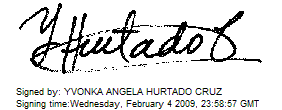 YHurtado C
Signed by: YVONKA ANGELA HURTADO CRUZ
Signing time:Wednesday, February 4 2009, 23:58:57 GMT